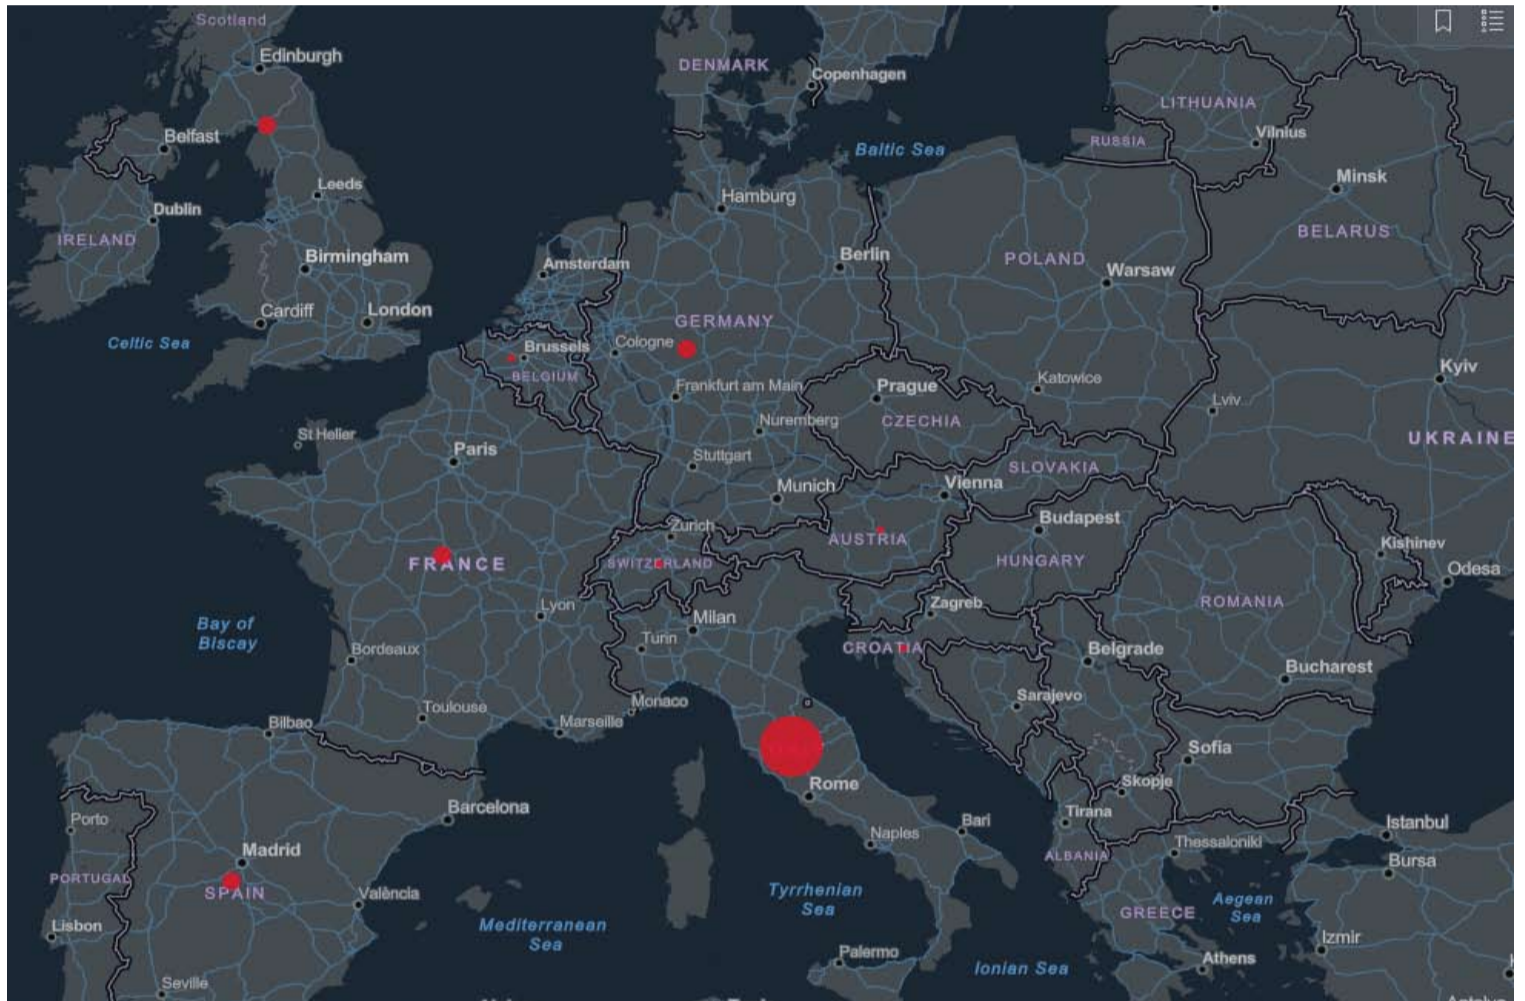 Scotland
Edinburgh
DENMARK
Copenhagen
LITHUANIA
Vilnius
Belfast
RUSSIA
Baltic Sea
Minsk
Leeds
Hamburg
Dublin
IRELAND
BELARUS
Birmingham
Amsterdam
Berlin
POLAND
Warsaw
Cardiff
London
GERMANY
Celtic Sea
Brussels
Cologne
BELGIUM
Kyiv
Frankfurt am Main
Prague
Katowice
Lviv
St Helier
Nuremberg
CZECHIA
UKRAINE
Paris
Stuttgart
SLOVAKIA
Munich
Vienna
Zurich
AUSTRIA
Budapest
Kishinev
FRANCE
SWITZERLAND
HUNGARY
Odesa
Lyon
Zagreb
ROMANIA
Bay of
Biscay
Milan
Turin
CROATIA
Belgrade
Bordeaux
Bucharest
Monaco
Sarajevo
Toulouse
Bilbao
Marseille
Sofia
Rome
Skopje
Barcelona
Porto
Tirana
Bari
Istanbul
Madrid
Naples
Thessaloniki
ALBANIA
Bursa
PORTUGAL
SPAIN
València
Tyrrhenian
Sea
Aegean
Sea
GREECE
Lisbon
Mediterranean
Sea
Izmir
Palermo
Ionian Sea
Athens
Seville